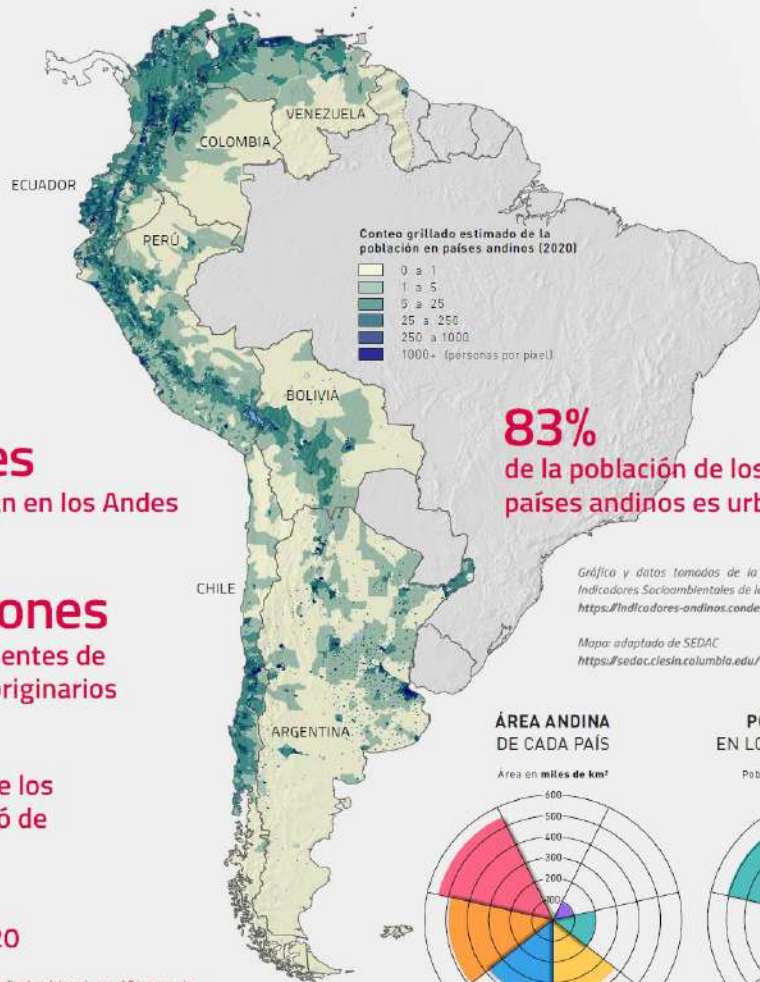 VENEZUELA
COLOMBIA
ECUADOR
PERÚ
Conteo grillado estimado de la
población en países andinos (2020)
0 a 1
1 a 5
5 a 25
25 a 250
250 a 1000
1000+ (personas por pixel)
BOLIVIA
83%
de la población de los
países andinos es urb
es
n en los Andes
CHILE
ones
entes de
originarios
Gráfico y datos tomados de la
Indicadores Socioambientales de l
https://indicadores-andinos.conde
Mapa: adaptado de SEDAC
https://sedac.ciesin.columbia.edu/
ARGENTINA
e los
ó de
20
ÁREA ANDINA
DE CADA PAÍS
Área en miles de km²
600
500
400
300
200
100
PO
EN LO
Pob